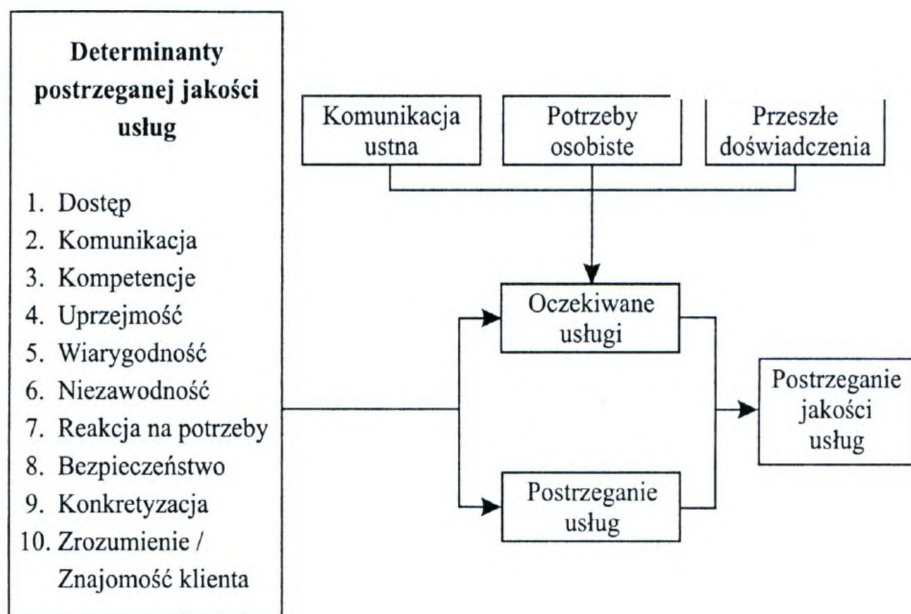 Determinanty
postrzeganej jakości
usług
1. Dostęp
2. Komunikacja
3. Kompetencje
4. Uprzejmość
5. Wiarygodność
6. Niezawodność
7. Reakcja na potrzeby
8. Bezpieczeństwo
9. Konkretyzacja
10. Zrozumienie /
Znajomość klienta
Komunikacja
ustna
Potrzeby
osobiste
Przeszłe
doświadczenia
Oczekiwane
usługi
Postrzeganie
usług
Postrzeganie
jakości
usług